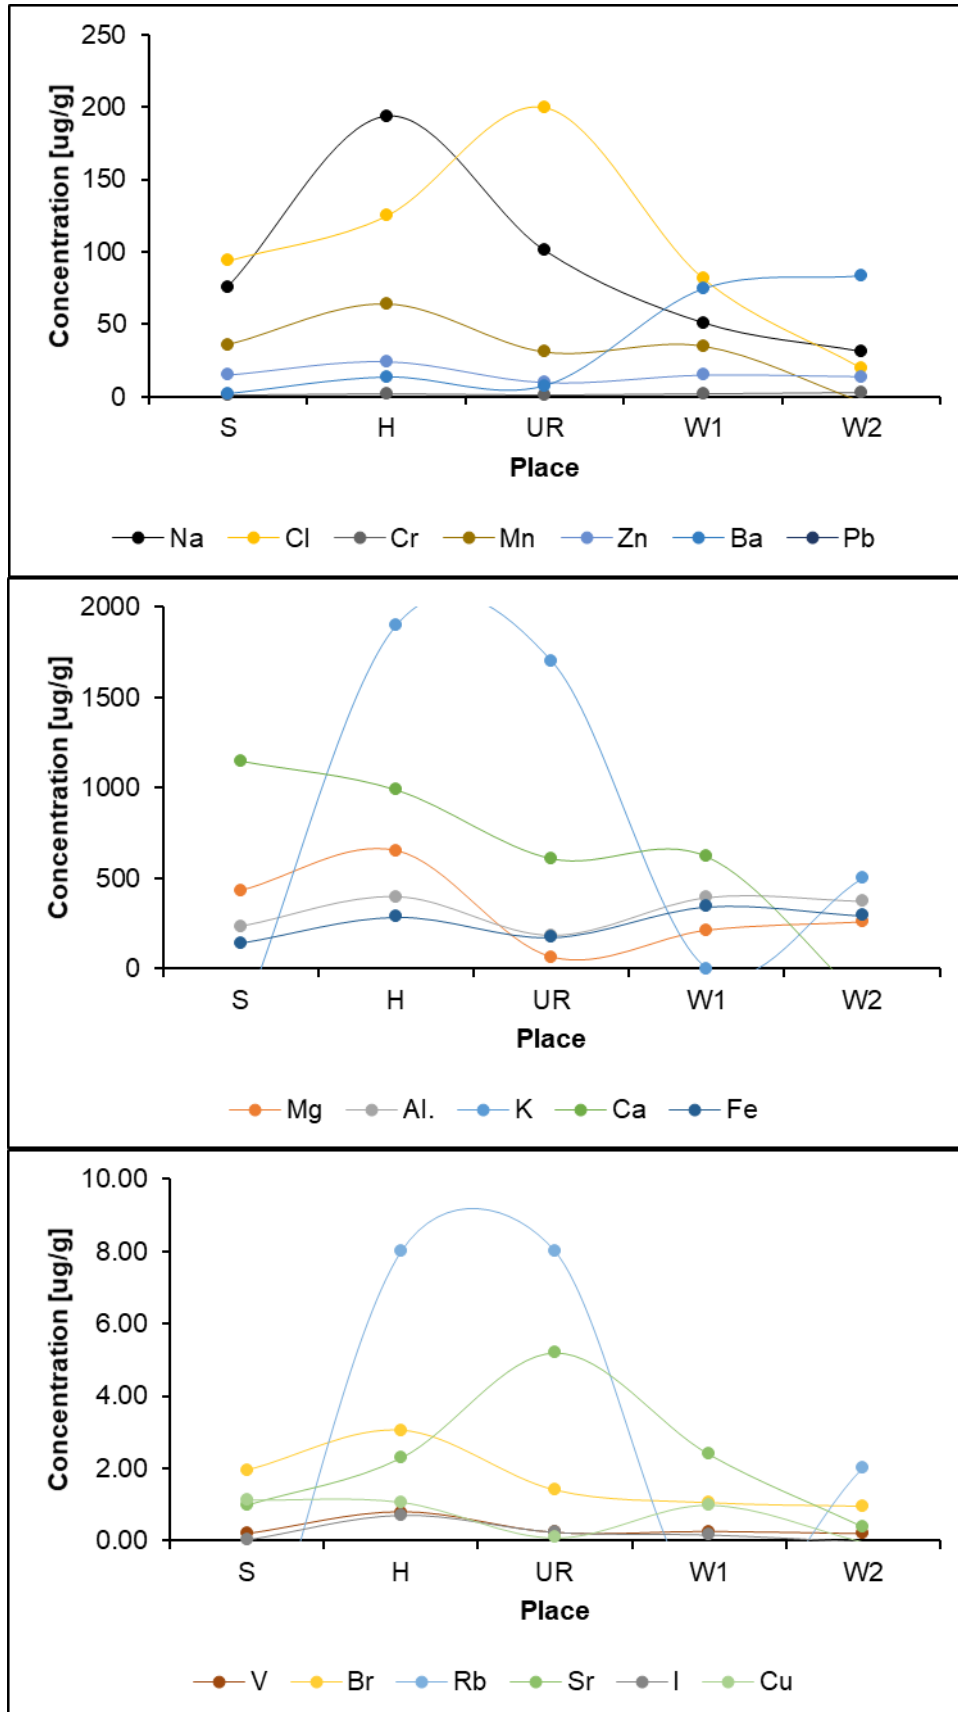 250
200
150
100
50
0
Concentration [ug/g]
S H UR W1 W2
Place
Na Cl Cr Mn Zn Ba Pb
2000
1500
1000
500
0
Concentration [ug/g]
S H UR W1 W2
Place
Mg Al. K Ca Fe
10.00
8.00
6.00
4.00
2.00
0.00
Concentration [ug/g]
S H UR W1 W2
Place
V Br Rb Sr I Cu